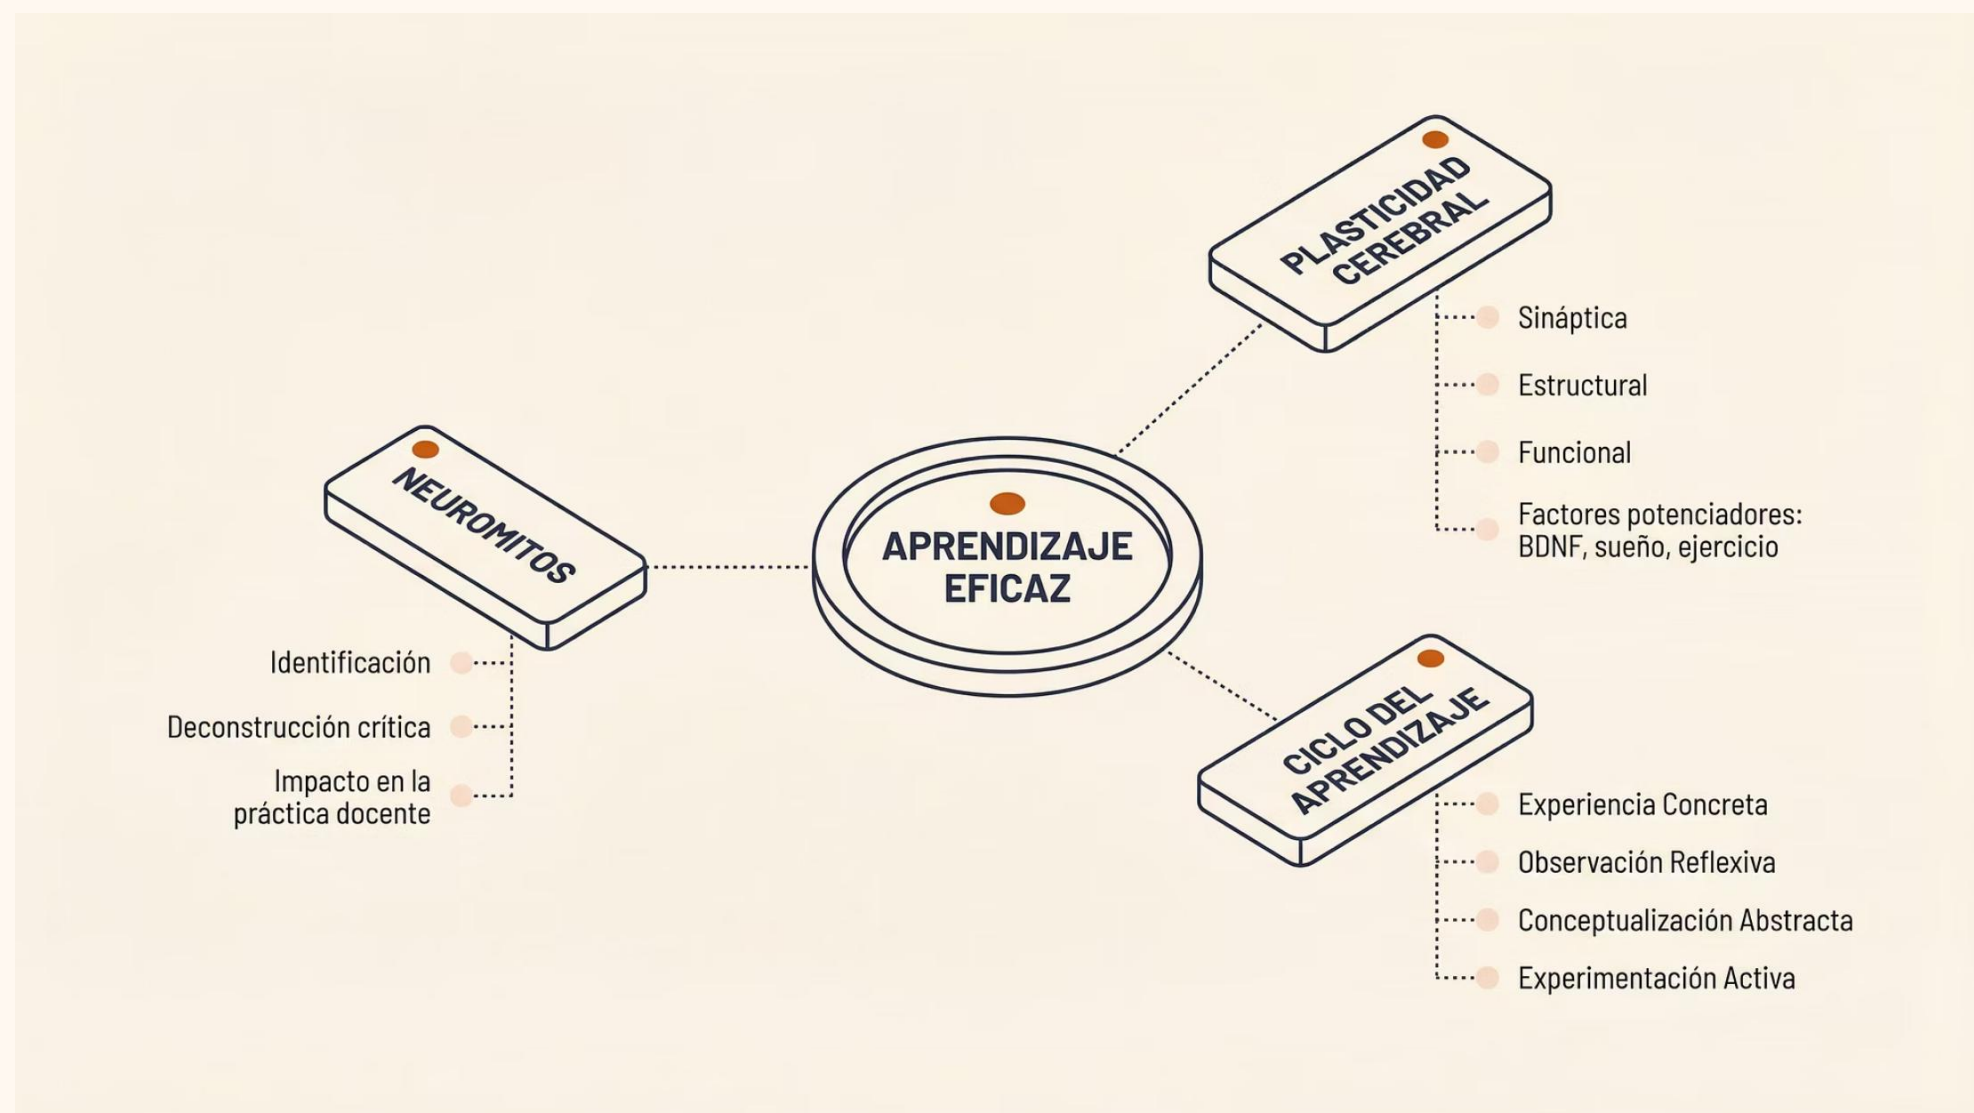 PLASTICIDAD
CEREBRAL
Sináptica
Estructural
Funcional
Factores potenciadores:
BDNF, sueño, ejercicio
NEUROMITOS
Identificación
Deconstrucción crítica
Impacto en la
práctica docente
APRENDIZAJE
EFICAZ
CICLO DEL
APRENDIZAJE
Experiencia Concreta
Observación Reflexiva
Conceptualización Abstracta
Experimentación Activa